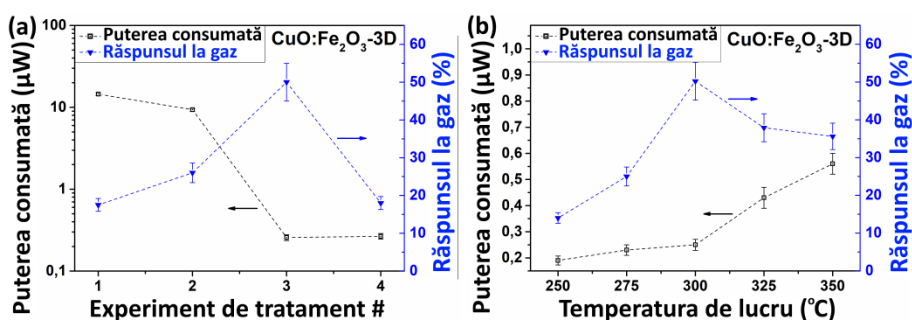 (a)
Puterea consumată
Răspunsul la gaz
CuO:Fe₂O₃-3D
Puterea consumată (μW)
100
10
1
0,1
Răspunsul la gaz (%)
60
50
40
30
20
10
0
1 2 3 4
Experiment de tratament #
(b)
Puterea consumată
Răspunsul la gaz
CuO:Fe₂O₃-3D
Puterea consumată (μW)
1,0
0,9
0,8
0,7
0,6
0,5
0,4
0,3
0,2
Răspunsul la gaz (%)
60
50
40
30
20
10
0
250 275 300 325 350
Temperatura de lucru (°C)